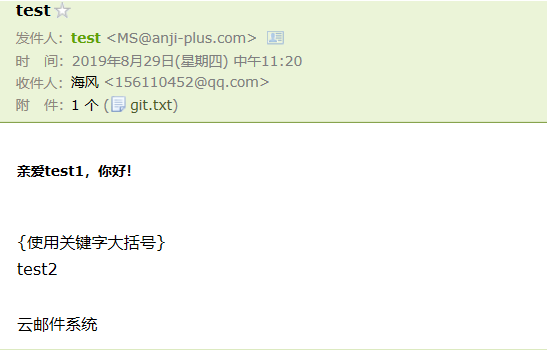 test
发件人：test <MS@anji-plus.com>
时 间：2019年8月29日(星期四) 中午11:20
收件人：海风 <156110452@qq.com>
附 件：1 个 (git.txt)
亲爱test1，你好！
{使用关键字大括号}
test2
云邮件系统